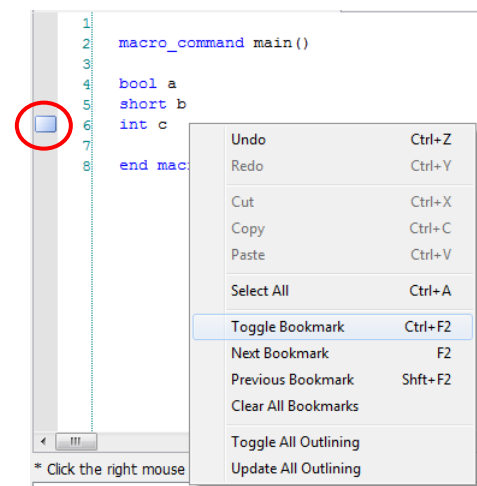 1
2 macro_command main()
3
4 bool a
5 short b
6 int c
7
8 end mac
Undo Ctrl+Z
Redo Ctrl+Y
Cut Ctrl+X
Copy Ctrl+C
Paste Ctrl+V
Select All Ctrl+A
Toggle Bookmark Ctrl+F2
Next Bookmark F2
Previous Bookmark Shft+F2
Clear All Bookmarks
Toggle All Outlining
Update All Outlining
* Click the right mouse